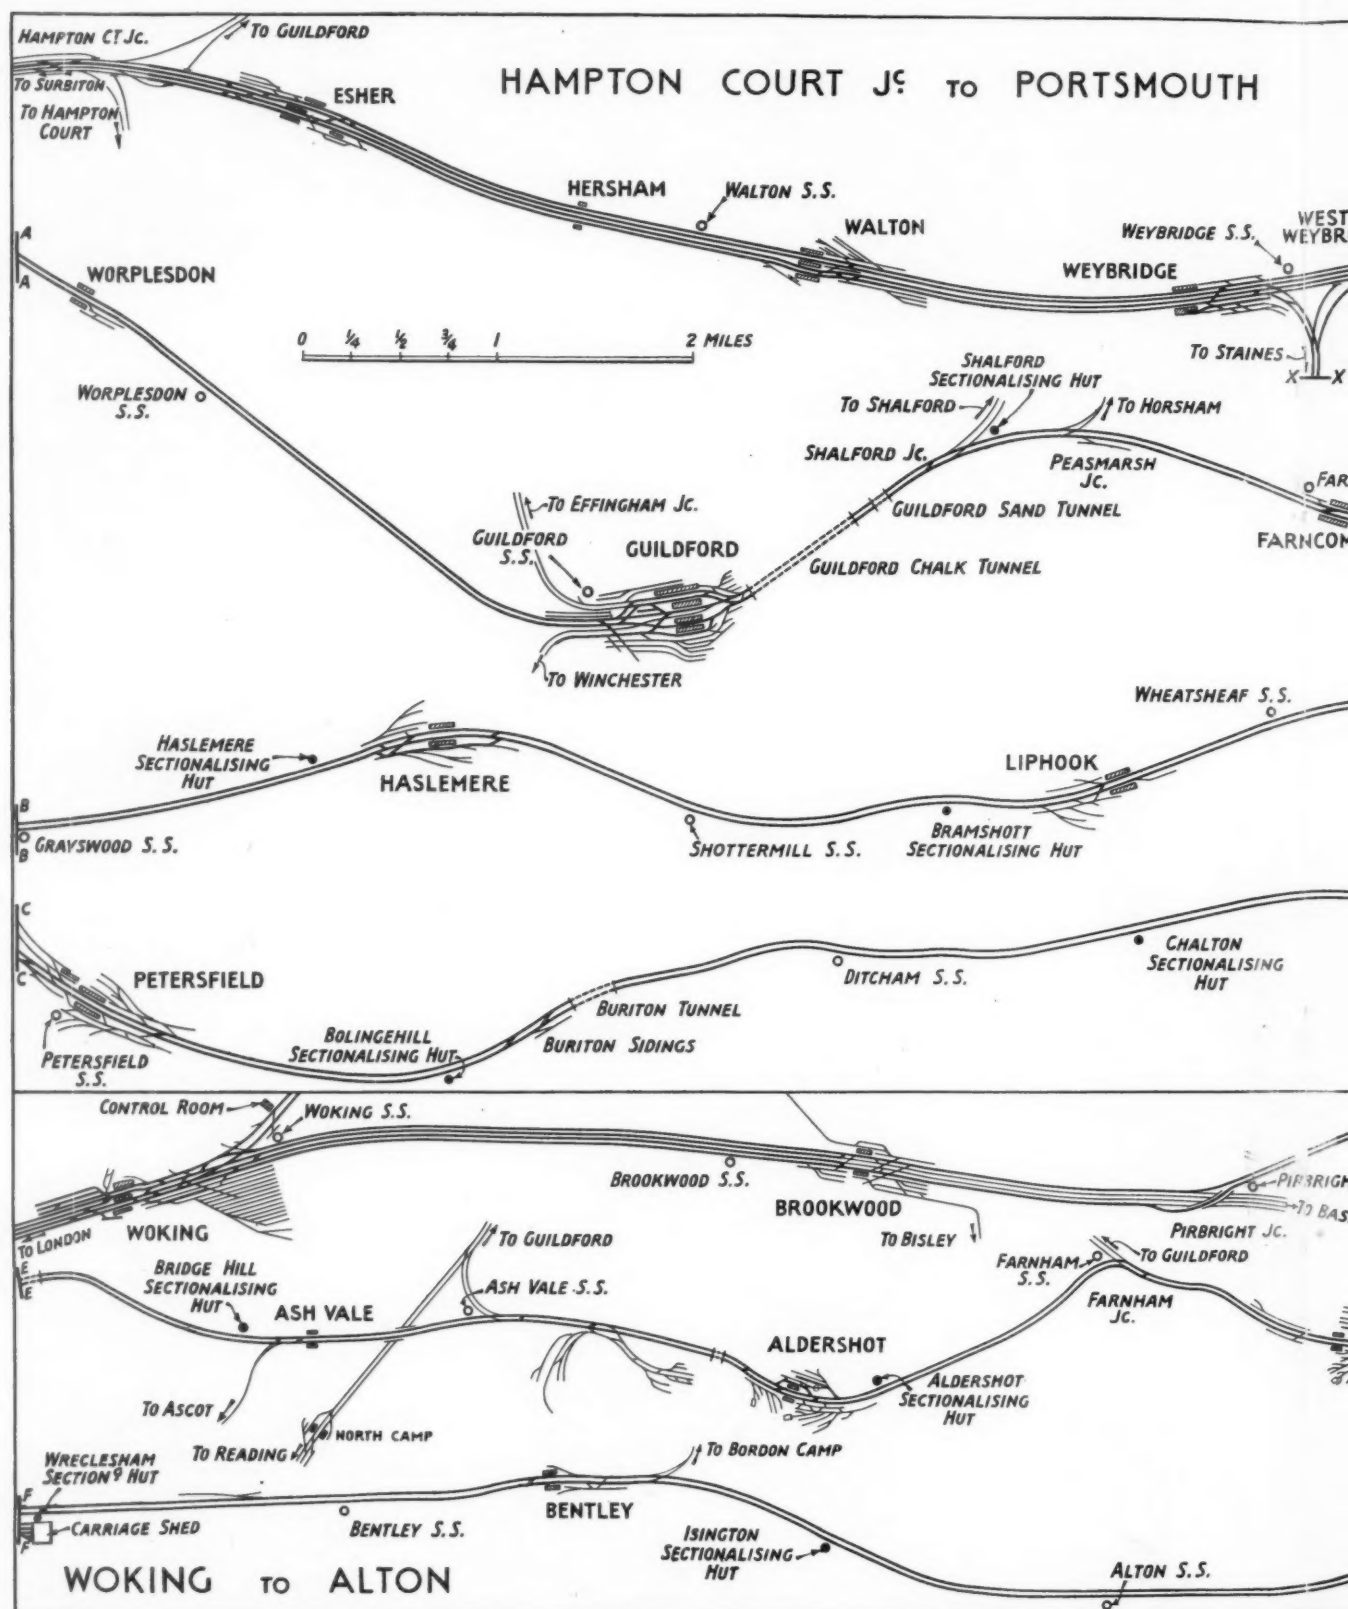 HAMPTON CT. JC.
TO GUILDFORD
TO SURBITON
TO HAMPTON
COURT
ESHER
HAMPTON COURT Jc. TO PORTSMOUTH
HERSHAM
WALTON S.S.
WALTON
WEYBRIDGE S.S.
WEST
WEYBR
WEYBRIDGE
TO STAINES
X X
A
A
WORPLESDON
0 1/4 1/2 3/4 1 2 MILES
WORPLESDON
S.S.
SHALFORD
SECTIONALISING HUT
TO SHALFORD
TO HORSHAM
SHALFORD JC.
PEASMARSH
JC.
FAR
FARNCOM
GUILDFORD SAND TUNNEL
GUILDFORD CHALK TUNNEL
TO EFFINGHAM JC.
GUILDFORD
S.S.
GUILDFORD
TO WINCHESTER
WHEATSHEAF S.S.
HASLEMERE
SECTIONALISING
HUT
HASLEMERE
LIPHOOK
B
B
GRAYSWOOD S.S.
SHOTTERMILL S.S.
BRAMSHOTT
SECTIONALISING HUT
C
C
PETERSFIELD
PETERSFIELD
S.S.
BOLINGEHILL
SECTIONALISING HUT
BURITON TUNNEL
BURITON SIDINGS
DITCHAM S.S.
CHALTON
SECTIONALISING
HUT
CONTROL ROOM
WOKING S.S.
TO LONDON
WOKING
BROOKWOOD S.S.
BROOKWOOD
TO BISLEY
PIRBRIGH
TO BAS
PIRBRIGHT JC.
E
E
BRIDGE HILL
SECTIONALISING
HUT
ASH VALE
TO GUILDFORD
ASH VALE S.S.
ALDERSHOT
ALDERSHOT
SECTIONALISING
HUT
FARNHAM
S.S.
TO GUILDFORD
FARNHAM
JC.
TO ASCOT
TO READING
NORTH CAMP
WRECLESHAM
SECTIONG HUT
F
F
CARRIAGE SHED
BENTLEY S.S.
BENTLEY
TO BORDON CAMP
ISINGTON
SECTIONALISING
HUT
ALTON S.S.
WOKING TO ALTON